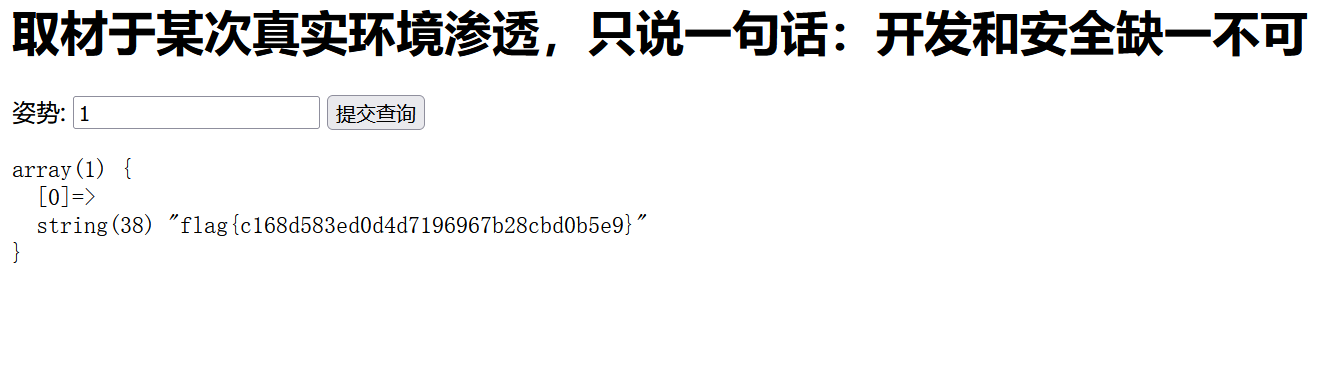 取材于某次真实环境渗透，只说一句话：开发和安全缺一不可
姿势: 1 提交查询
array(1) {
  [0]=>
  string(38) "flag{c168d583ed0d4d7196967b28cbd0b5e9}"
}